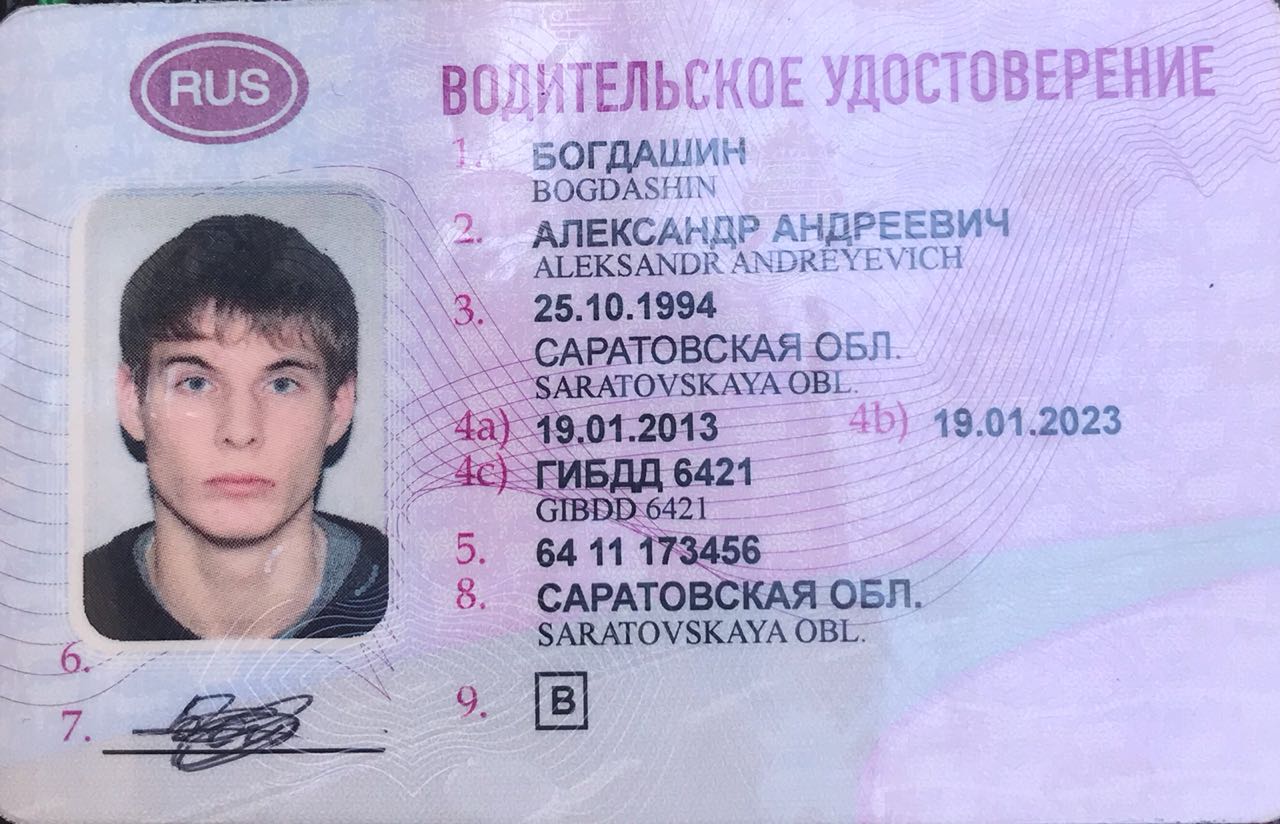 RUS
ВОДИТЕЛЬСКОЕ УДОСТОВЕРЕНИЕ
1. БОГДАШИН
BOGDASHIN
2. АЛЕКСАНДР АНДРЕЕВИЧ
ALEKSANDR ANDREYEVICH
3. 25.10.1994
САРАТОВСКАЯ ОБЛ.
SARATOVSKAYA OBL.
4a) 19.01.2013 4b) 19.01.2023
4c) ГИБДД 6421
GIBDD 6421
5. 64 11 173456
8. САРАТОВСКАЯ ОБЛ.
SARATOVSKAYA OBL.
6.
7.
9. B